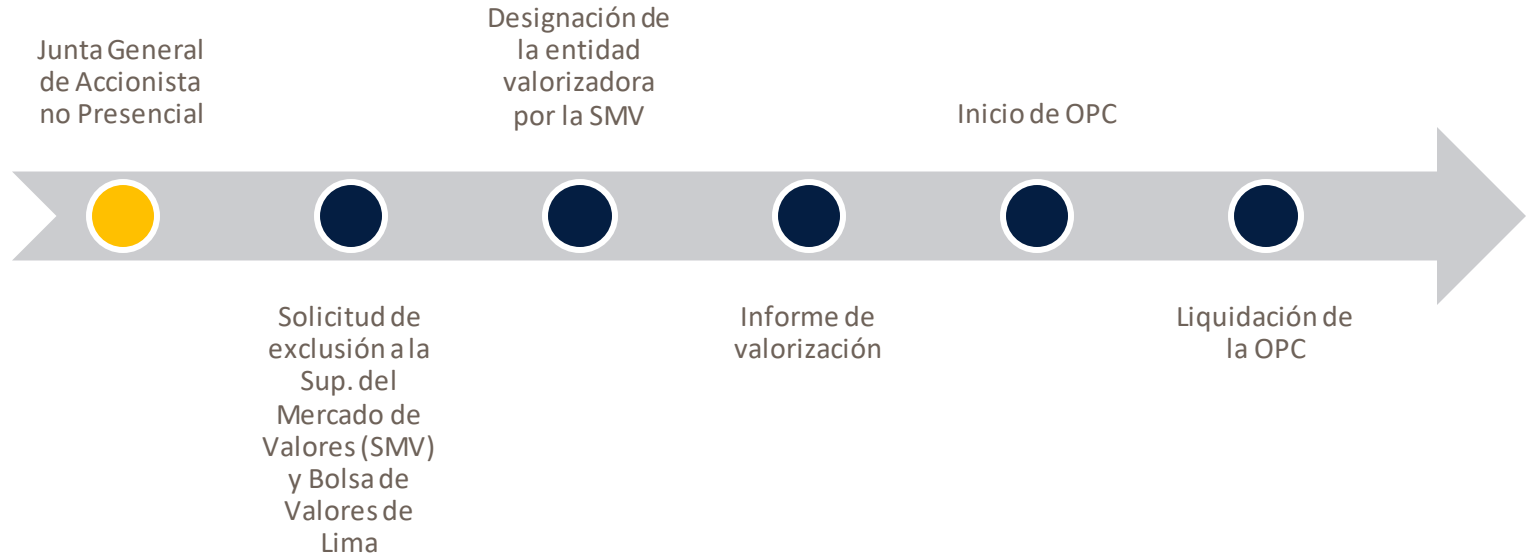 Junta General
de Accionista
no Presencial
Solicitud de
exclusión a la
Sup. del
Mercado de
Valores (SMV)
y Bolsa de
Valores de
Lima
Designación de
la entidad
valorizadora
por la SMV
Informe de
valorización
Inicio de OPC
Liquidación de
la OPC